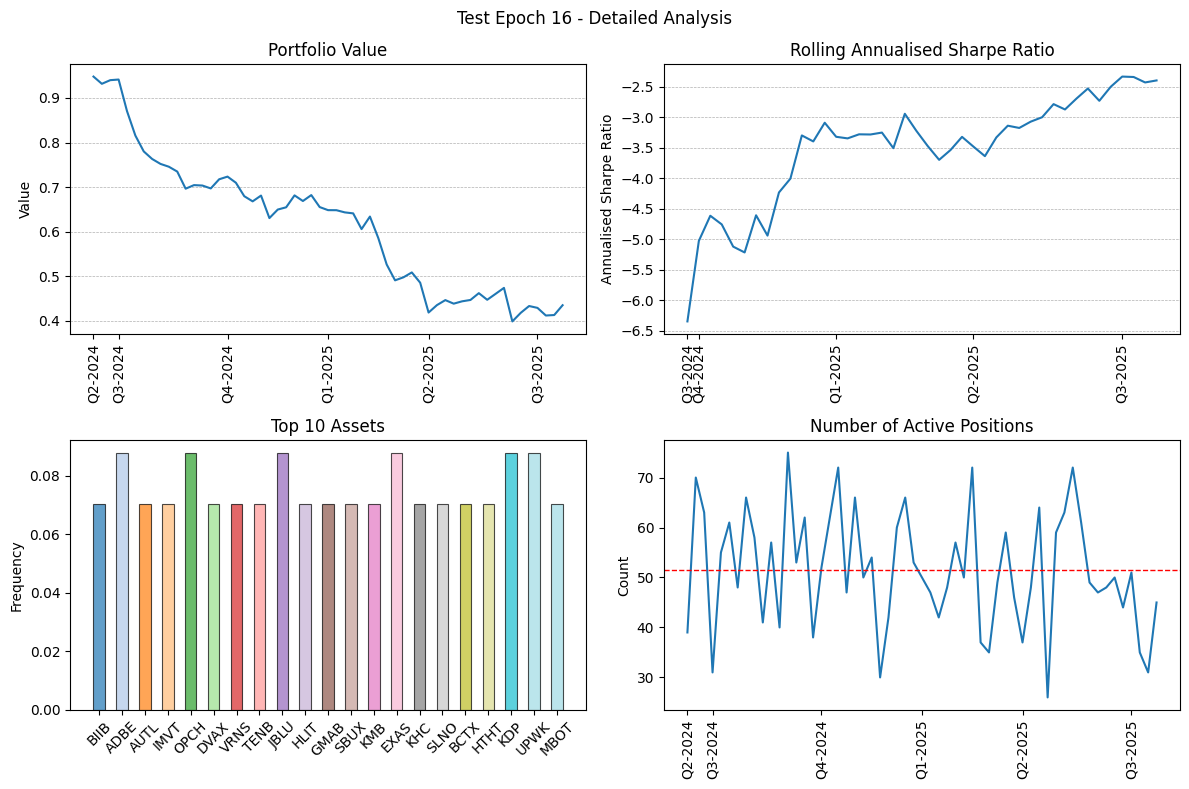 Test Epoch 16 - Detailed Analysis
Portfolio Value
Value
0.9
0.8
0.7
0.6
0.5
0.4
Q2-2024
Q3-2024
Q4-2024
Q1-2025
Q2-2025
Q3-2025
Rolling Annualised Sharpe Ratio
Annualised Sharpe Ratio
−2.5
−3.0
−3.5
−4.0
−4.5
−5.0
−5.5
−6.0
−6.5
Q3-2024
Q4-2024
Q1-2025
Q2-2025
Q3-2025
Top 10 Assets
Frequency
0.08
0.06
0.04
0.02
0.00
BIIB
ADBE
AUTL
IMVT
OPCH
DVAX
VRNS
TENB
JBLU
HLIT
GMAB
SBUX
KMB
EXAS
KHC
SLNO
BCTX
HTHT
KDP
UPWK
MBOT
Number of Active Positions
Count
70
60
50
40
30
Q2-2024
Q3-2024
Q4-2024
Q1-2025
Q2-2025
Q3-2025